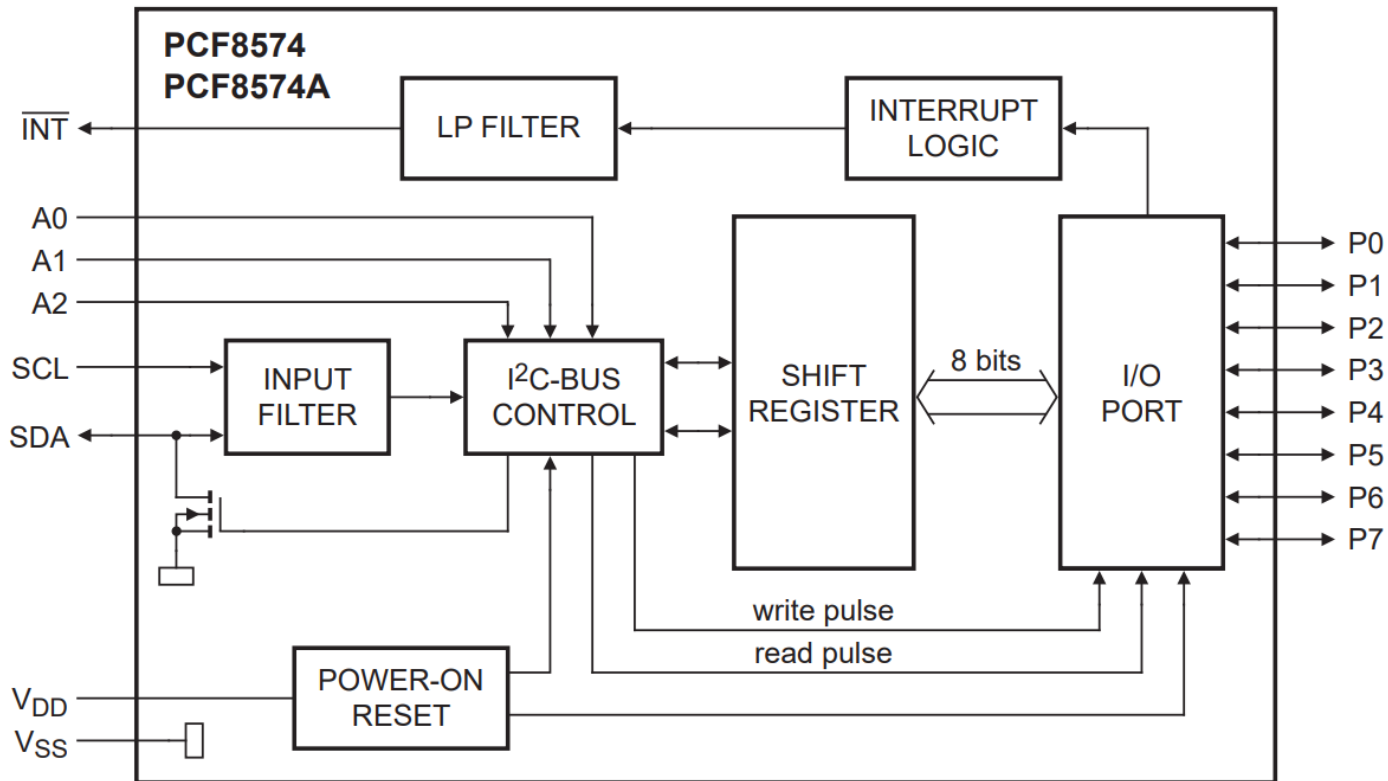 PCF8574
PCF8574A
INT
LP FILTER
INTERRUPT
LOGIC
A0
A1
A2
SCL
SDA
INPUT
FILTER
I²C-BUS
CONTROL
SHIFT
REGISTER
8 bits
I/O
PORT
P0
P1
P2
P3
P4
P5
P6
P7
write pulse
read pulse
POWER-ON
RESET
VDD
VSS